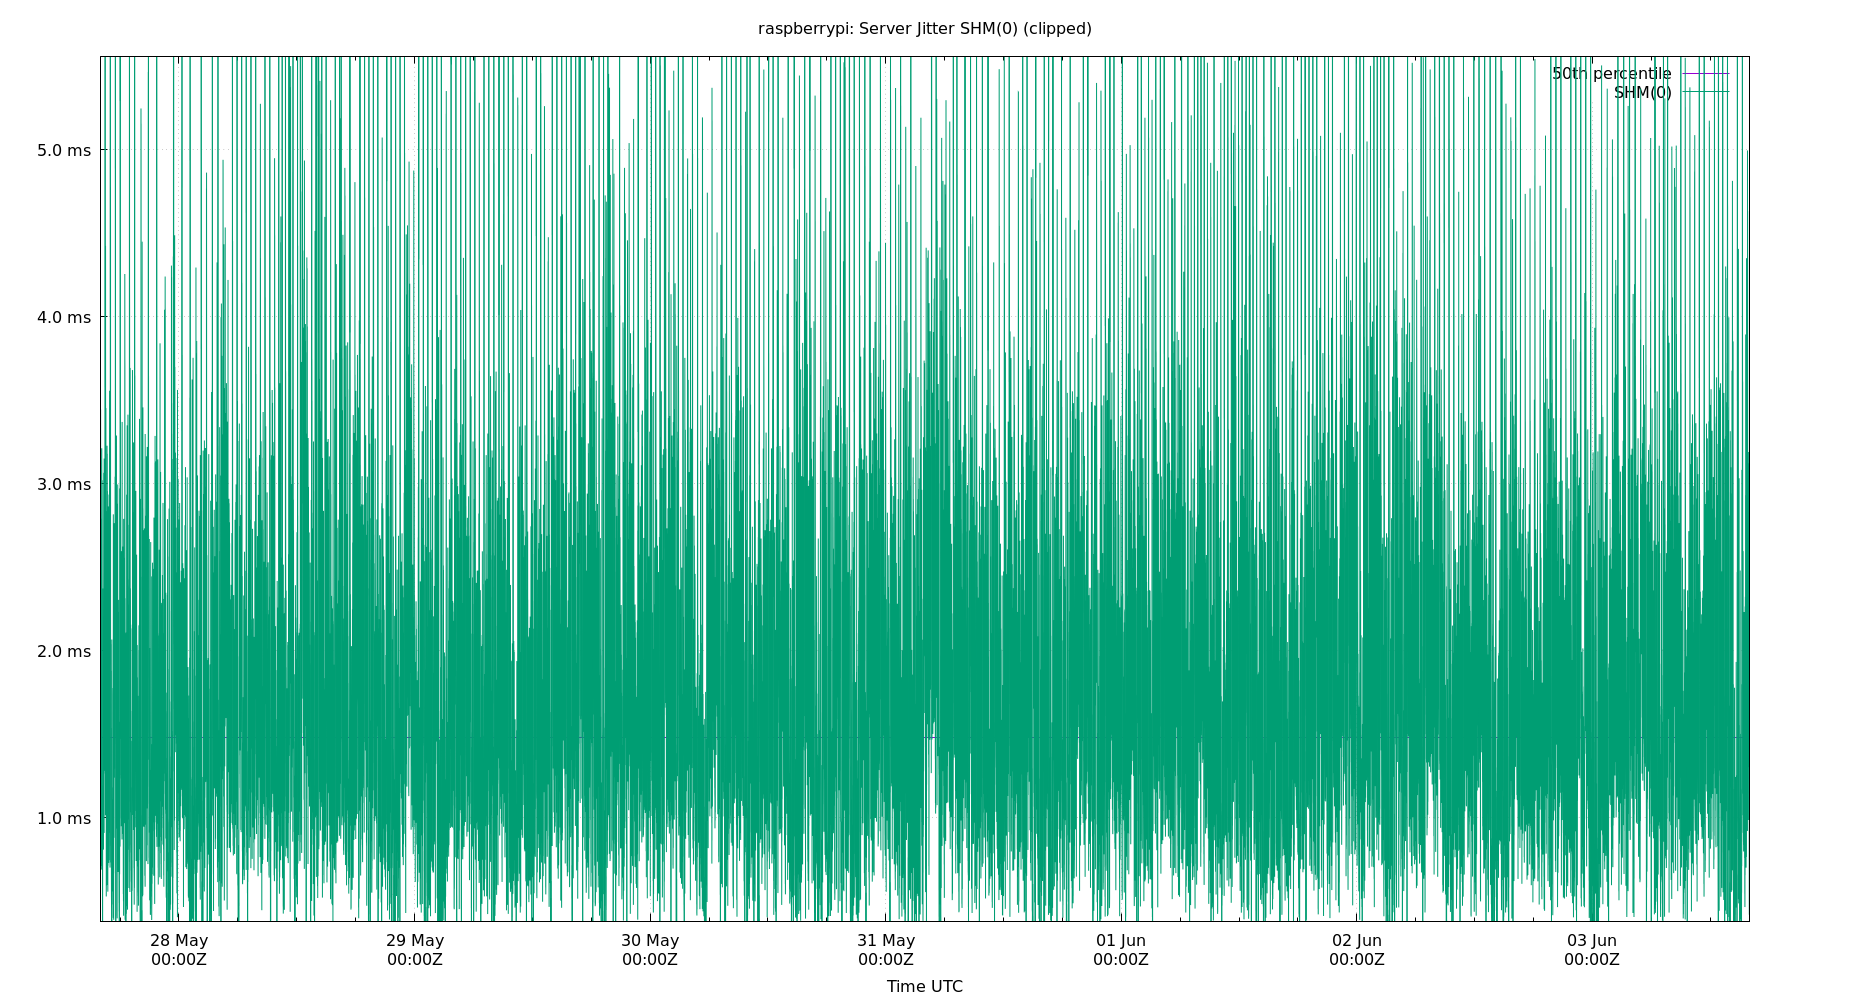 raspberrypi: Server Jitter SHM(0) (clipped)
50th percentile
SHM(0)
5.0 ms
4.0 ms
3.0 ms
2.0 ms
1.0 ms
28 May 29 May 30 May 31 May 01 Jun 02 Jun 03 Jun
00:00Z 00:00Z 00:00Z 00:00Z 00:00Z 00:00Z 00:00Z
Time UTC